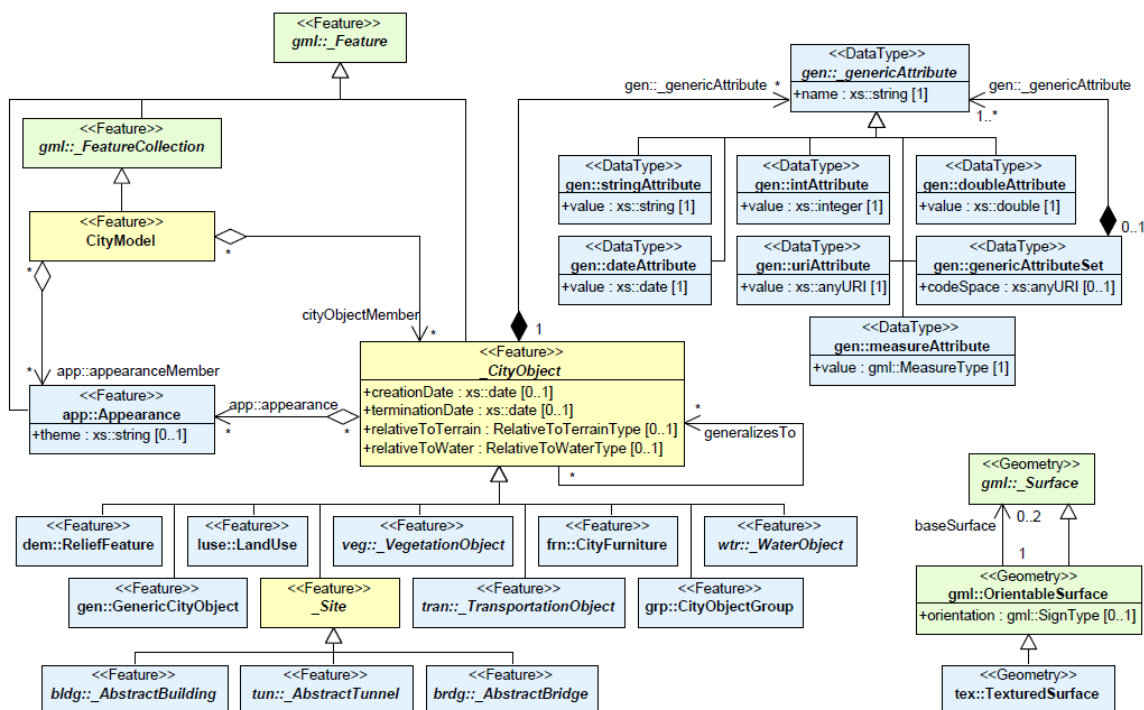 <<Feature>>
gml::_Feature
<<DataType>>
gen::_genericAttribute
+name : xs::string [1]
gen::_genericAttribute
*
gen::_genericAttribute
1..*
<<Feature>>
gml::_FeatureCollection
<<DataType>>
gen::stringAttribute
+value : xs::string [1]
<<DataType>>
gen::intAttribute
+value : xs::integer [1]
<<DataType>>
gen::doubleAttribute
+value : xs::double [1]
<<Feature>>
CityModel
*
*
0..1
<<DataType>>
gen::dateAttribute
+value : xs::date [1]
<<DataType>>
gen::uriAttribute
+value : xs::anyURI [1]
<<DataType>>
gen::genericAttributeSet
+codeSpace : xs:anyURI [0..1]
cityObjectMember
*
1
<<DataType>>
gen::measureAttribute
+value : gml::MeasureType [1]
<<Feature>>
_CityObject
+creationDate : xs::date [0..1]
+terminationDate : xs::date [0..1]
+relativeToTerrain : RelativeToTerrainType [0..1]
+relativeToWater : RelativeToWaterType [0..1]
*
app::appearanceMember
<<Feature>>
app::Appearance
+theme : xs::string [0..1]
app::appearance
*
*
*
generalizesTo
*
<<Geometry>>
gml::_Surface
baseSurface
0..2
1
<<Feature>>
dem::ReliefFeature
<<Feature>>
luse::LandUse
<<Feature>>
veg::_VegetationObject
<<Feature>>
frn::CityFurniture
<<Feature>>
wtr::_WaterObject
<<Feature>>
gen::GenericCityObject
<<Feature>>
_Site
<<Feature>>
tran::_TransportationObject
<<Feature>>
grp::CityObjectGroup
<<Geometry>>
gml::OrientableSurface
+orientation : gml::SignType [0..1]
<<Feature>>
bldg::_AbstractBuilding
<<Feature>>
tun::_AbstractTunnel
<<Feature>>
brdg::_AbstractBridge
<<Geometry>>
tex::TexturedSurface